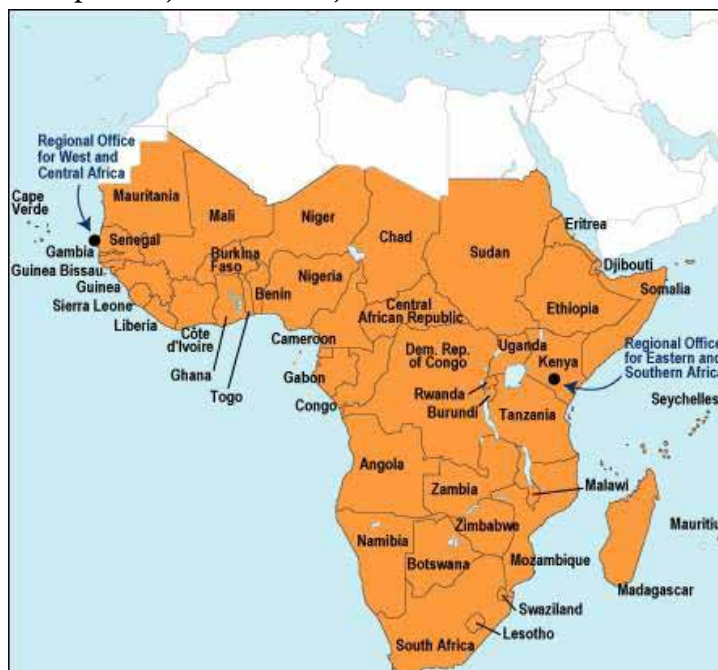 Regional Office
for West and
Central Africa
Cape
Verde
Mauritania
Mali
Niger
Chad
Sudan
Eritrea
Gambia
Senegal
Burkina
Faso
Djibouti
Guinea Bissau
Guinea
Nigeria
Benin
Somalia
Sierra Leone
Liberia
Ethiopia
Central
African Republic
Côte
d'Ivoire
Cameroon
Dem. Rep.
of Congo
Uganda
Kenya
Regional Office
for Eastern and
Southern Africa
Ghana
Togo
Gabon
Rwanda
Burundi
Congo
Tanzania
Seychelles
Angola
Zambia
Malawi
Zimbabwe
Mauritiu
Namibia
Botswana
Mozambique
Madagascar
Swaziland
Lesotho
South Africa